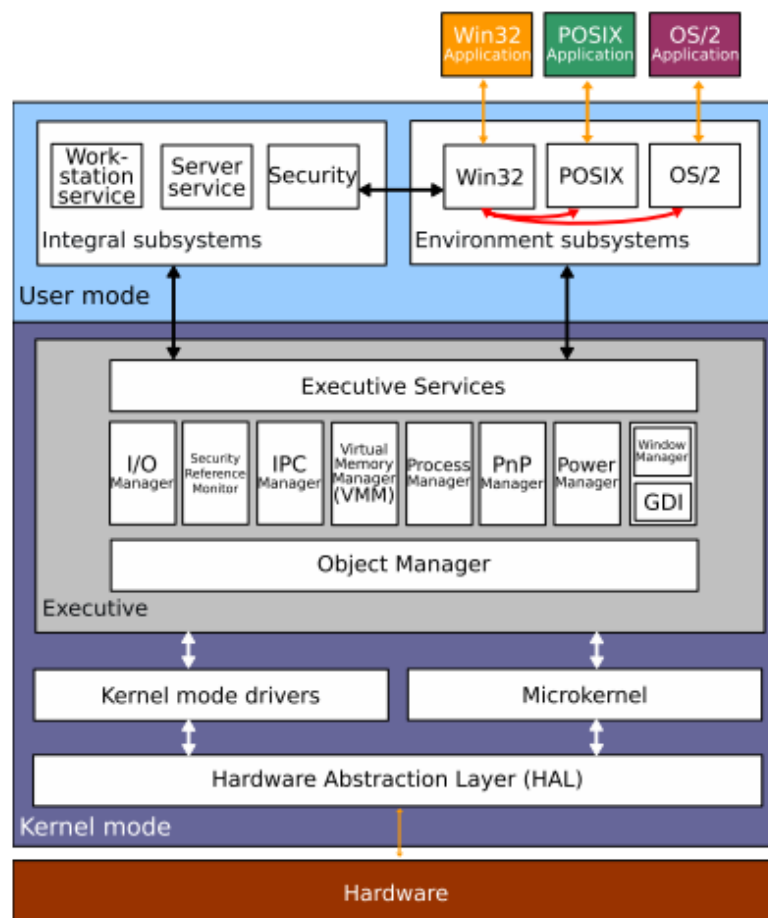 Win32
Application
POSIX
Application
OS/2
Application
Work-
station
service
Server
service
Security
Win32
POSIX
OS/2
Integral subsystems
Environment subsystems
User mode
Executive Services
I/O
Manager
Security
Reference
Monitor
IPC
Manager
Virtual
Memory
Manager
(VMM)
Process
Manager
PnP
Manager
Power
Manager
Window
Manager
GDI
Object Manager
Executive
Kernel mode drivers
Microkernel
Hardware Abstraction Layer (HAL)
Kernel mode
Hardware